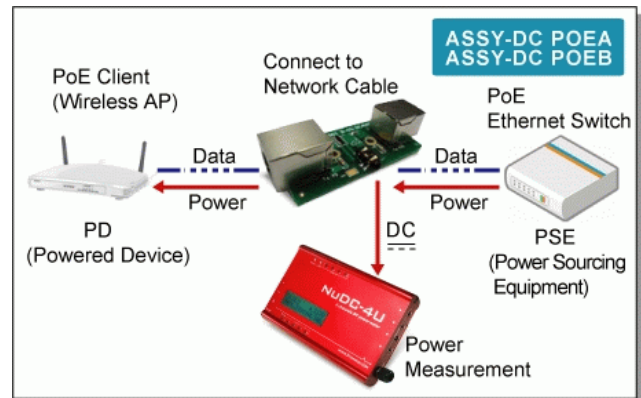 ASSY-DC POEA
ASSY-DC POEB
PoE Client
(Wireless AP)
Connect to
Network Cable
PoE
Ethernet Switch
Data
Power
Data
Power
DC
PD
(Powered Device)
PSE
(Power Sourcing
Equipment)
NuDC-4U
Power
Measurement